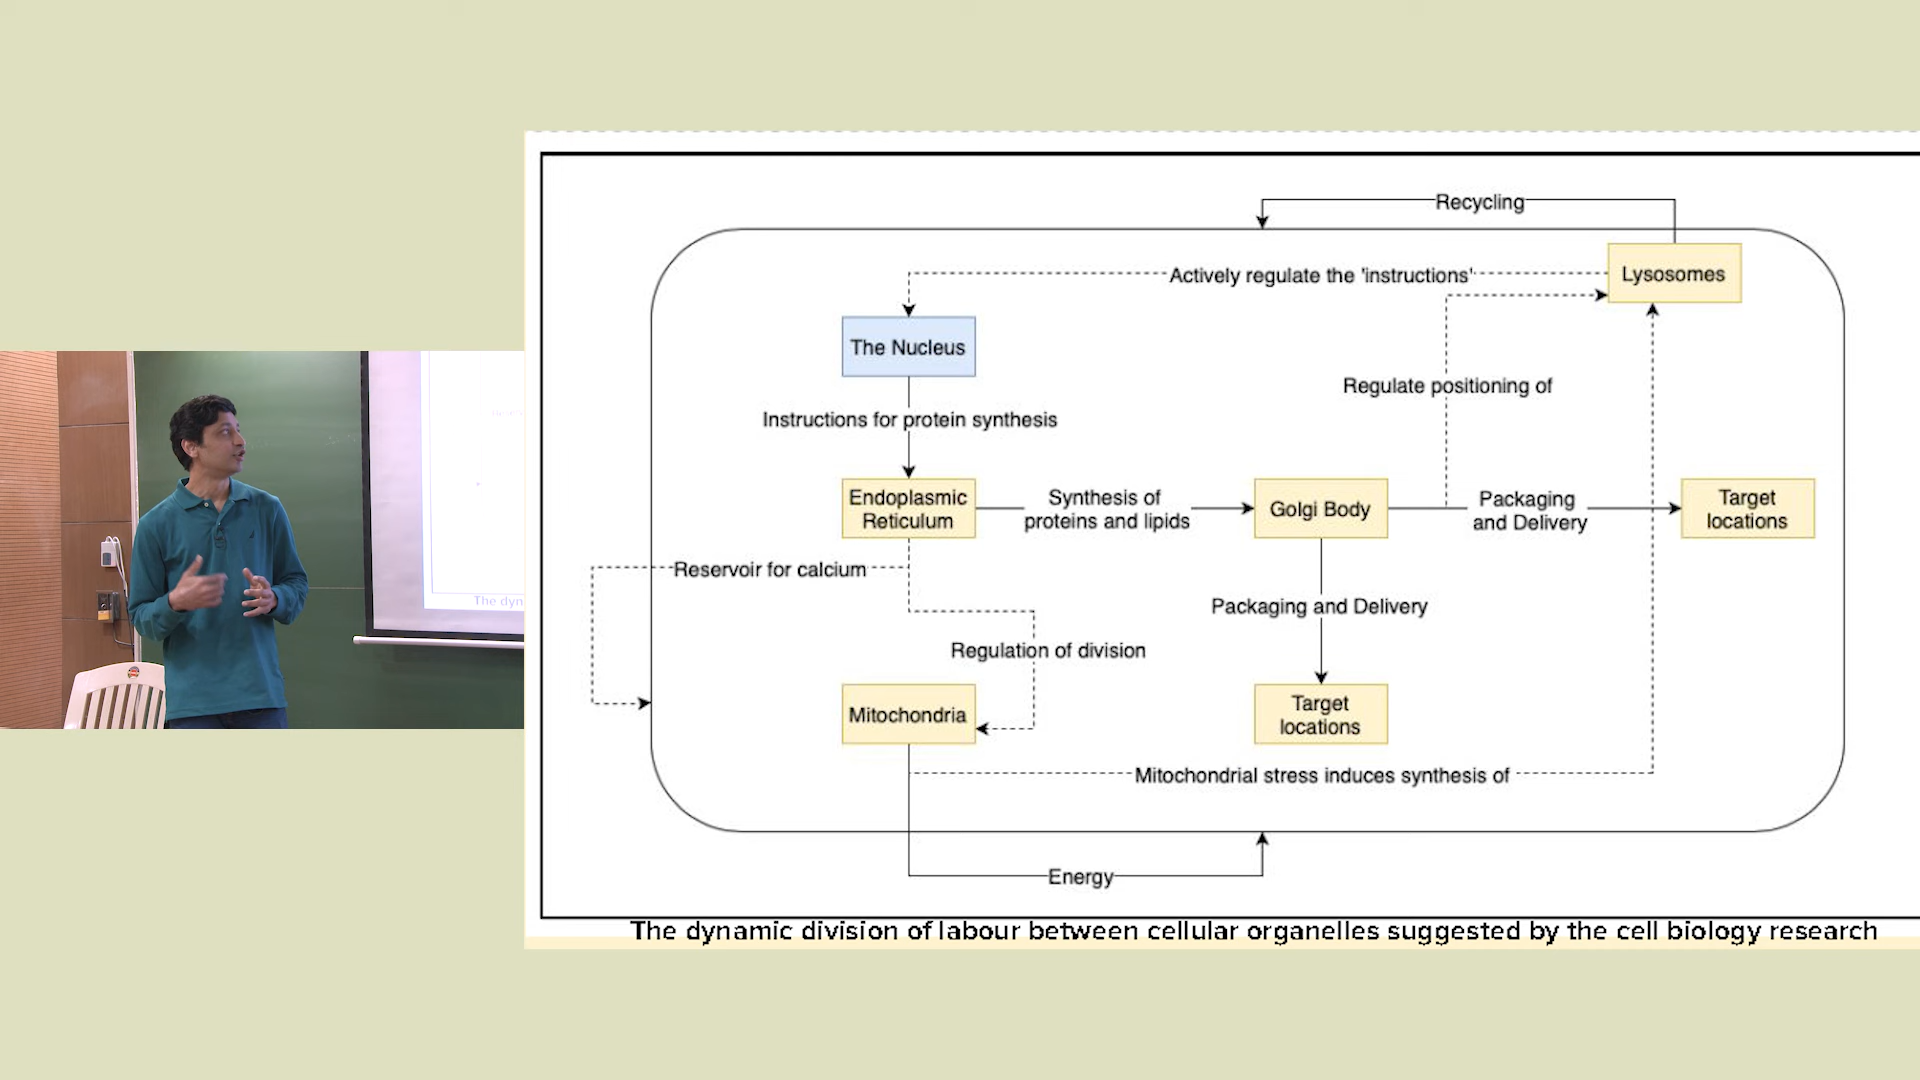 Recycling
Actively regulate the 'instructions'
Lysosomes
The Nucleus
Regulate positioning of
Instructions for protein synthesis
Endoplasmic
Reticulum
Synthesis of
proteins and lipids
Golgi Body
Packaging
and Delivery
Target
locations
Reservoir for calcium
Packaging and Delivery
Regulation of division
Mitochondria
Target
locations
Mitochondrial stress induces synthesis of
Energy
The dynamic division of labour between cellular organelles suggested by the cell biology research
The dyn